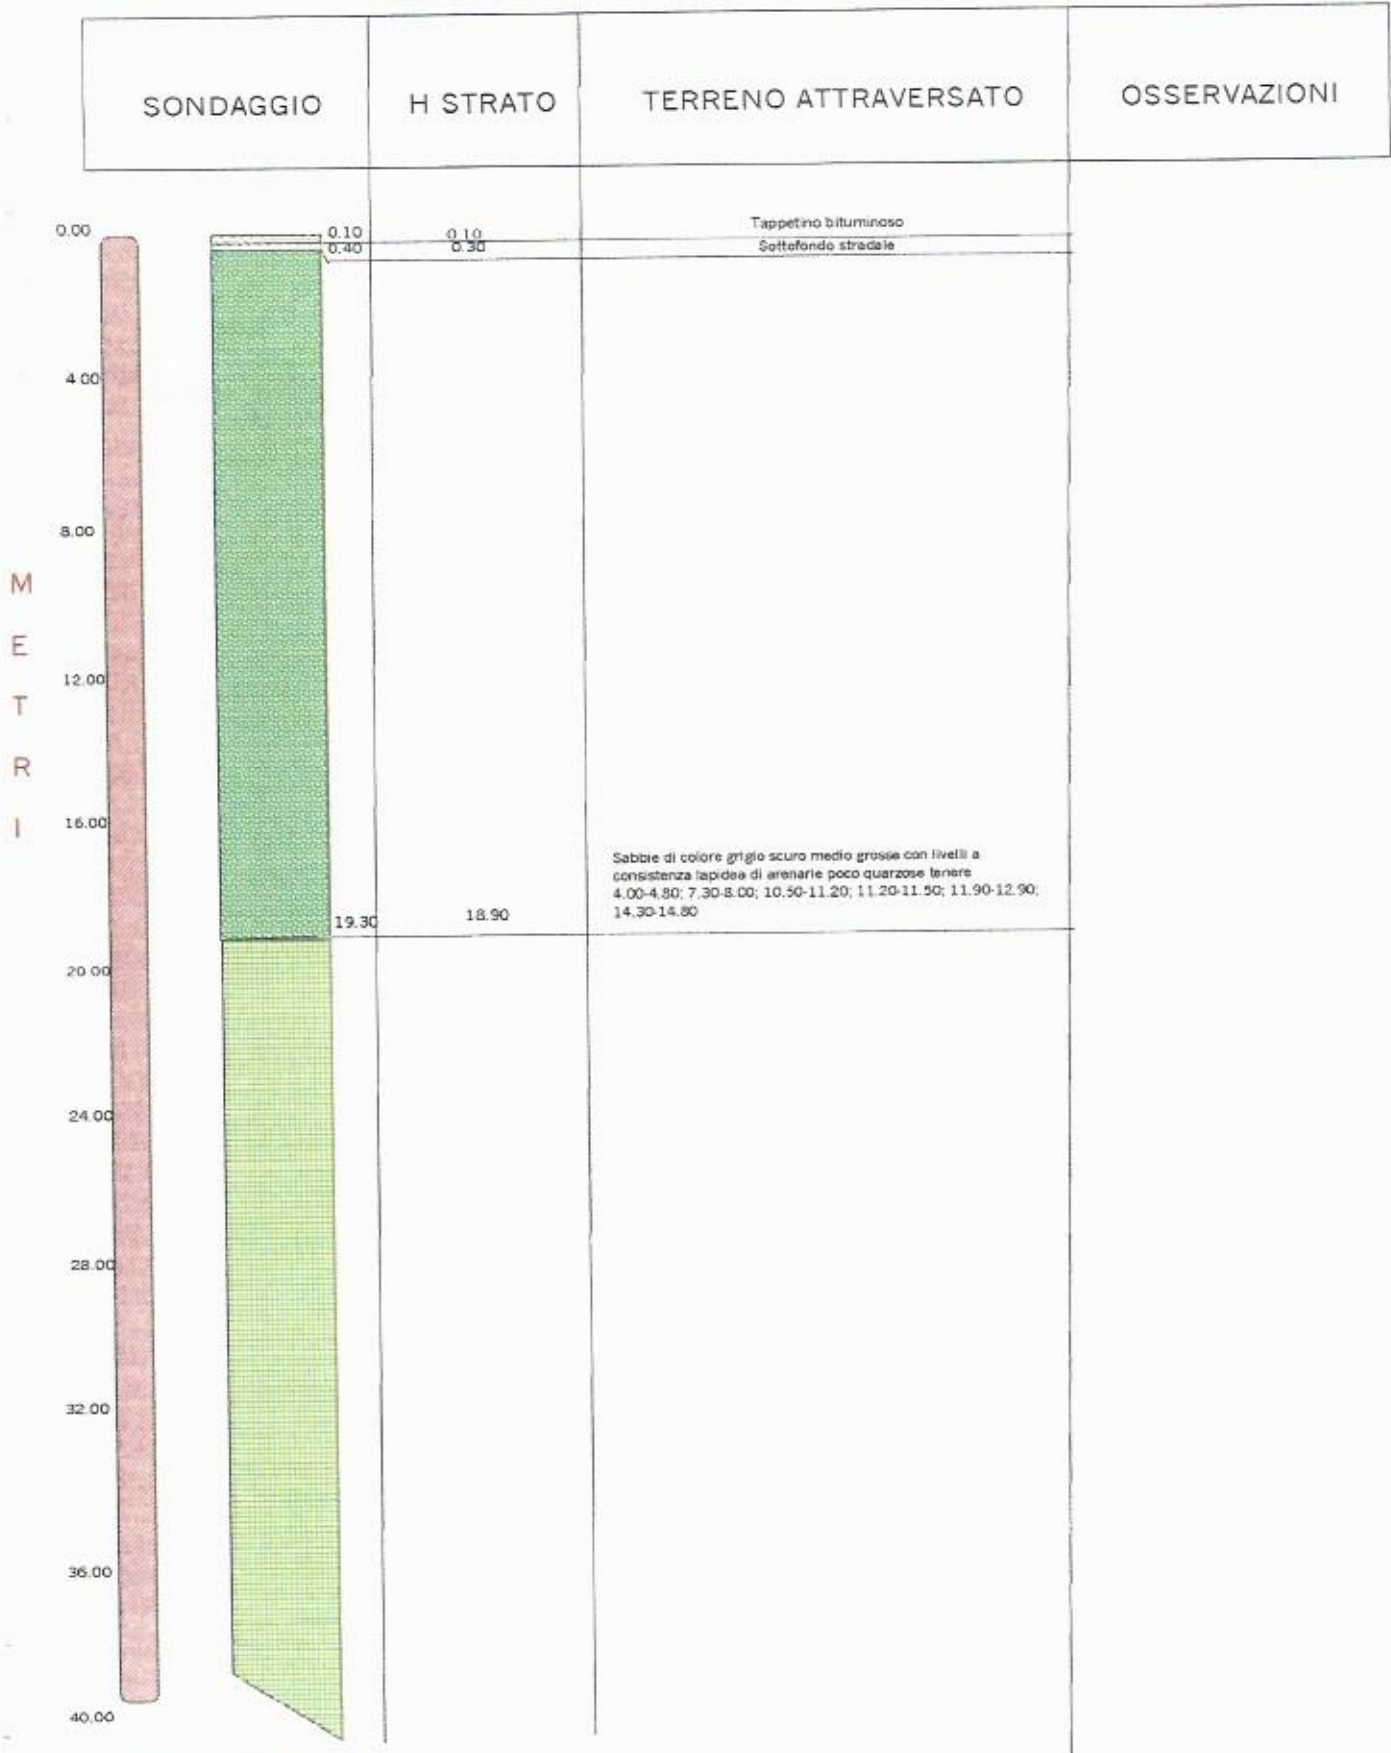 SONDAGGIO
H STRATO
TERRENO ATTRAVERSATO
OSSERVAZIONI
0.00
0.10
0.10
Tappetino bituminoso
0.40
0.30
Sottofondo stradale
4.00
8.00
M
E
T
R
I
12.00
16.00
Sabbie di colore grigio scuro medio grosse con livelli a
consistenza lapidea di arenarie poco quarzose tenere
4.00-4.80; 7.30-8.00; 10.50-11.20; 11.20-11.50; 11.90-12.90;
14.30-14.80
19.30
18.90
20.00
24.00
28.00
32.00
36.00
40.00